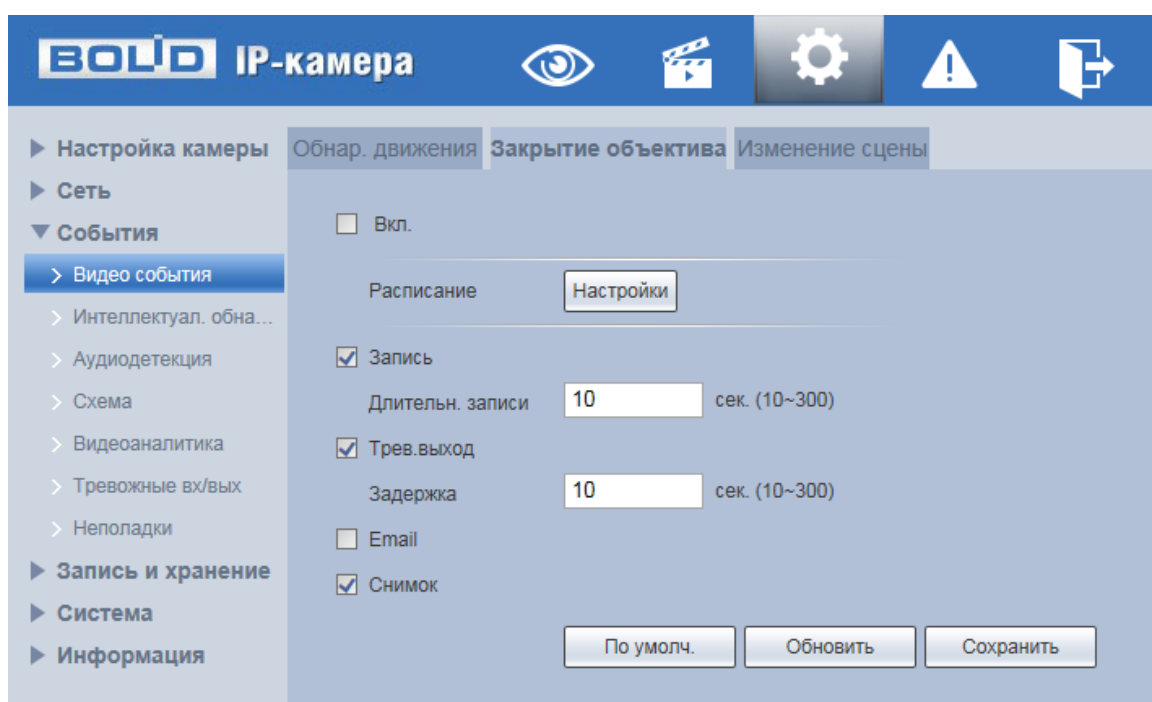 BOLID IP-камера
Настройка камеры
Сеть
События
Видео события
Интеллектуал. обна...
Аудиодетекция
Схема
Видеоаналитика
Тревожные вх/вых
Неполадки
Запись и хранение
Система
Информация
Обнар. движения Закрытие объектива Изменение сцены
Вкл.
Расписание Настройки
Запись
Длительн. записи 10 сек. (10~300)
Трев.выход
Задержка 10 сек. (10~300)
Email
Снимок
По умолч. Обновить Сохранить